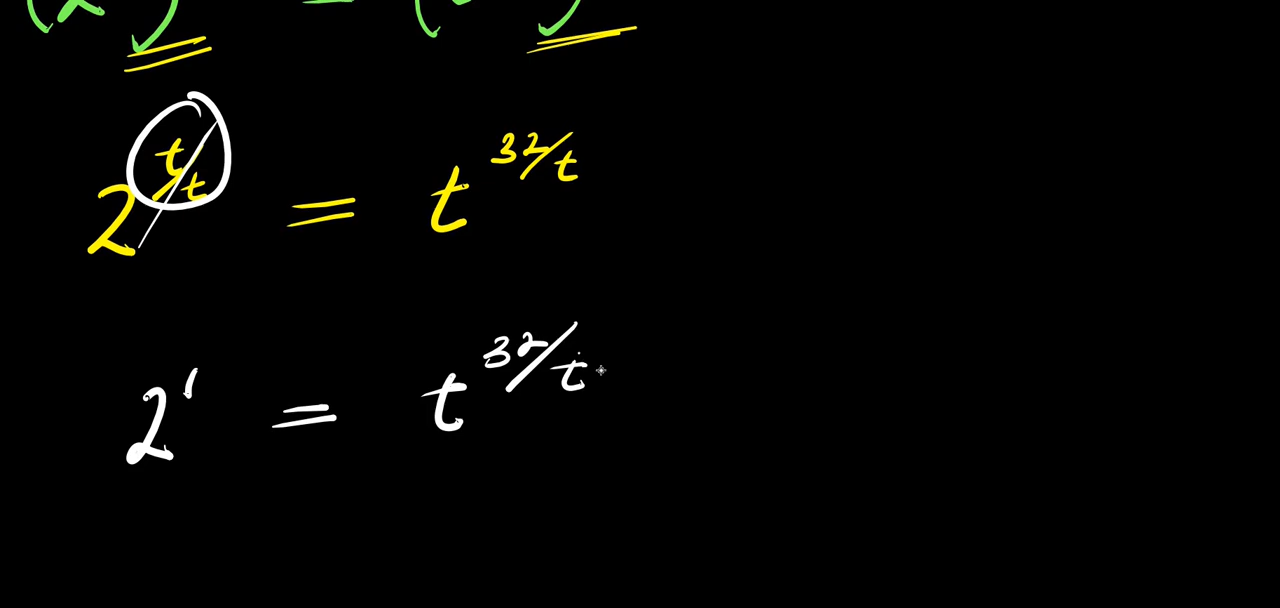 2^{t/t} = t^{32/t}
2^1 = t^{32/t}